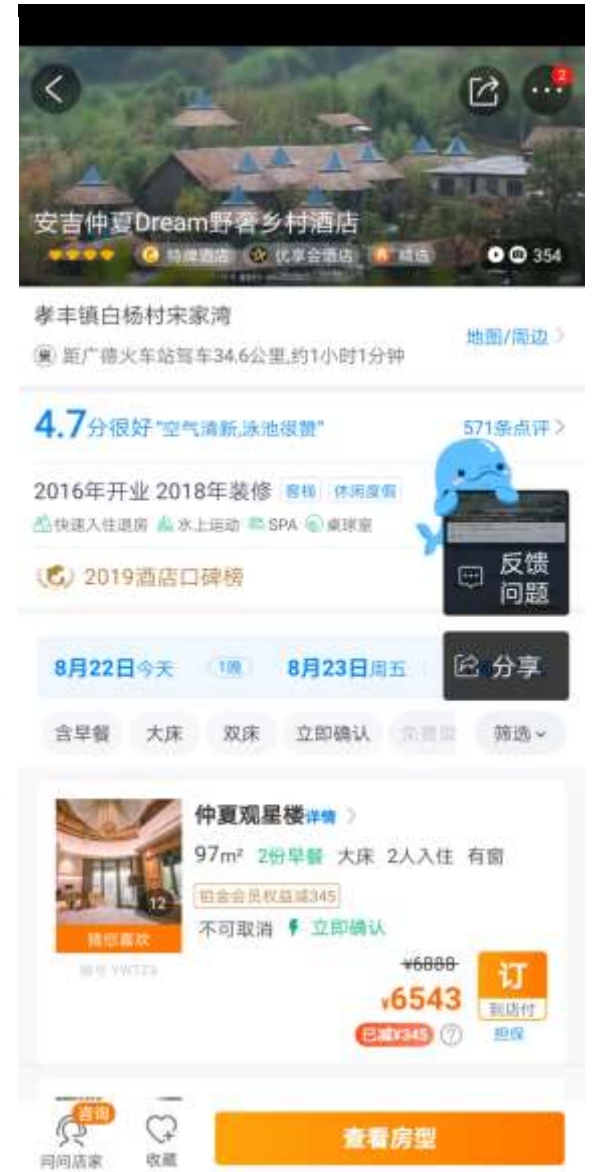 2
安吉仲夏Dream野奢乡村酒店
特牌酒店 优享会酒店 精选 354
孝丰镇白杨村宋家湾
地图/周边
距广德火车站驾车34.6公里,约1小时1分钟
4.7分很好 "空气清新,泳池很赞" 571条点评
2016年开业 2018年装修 客栈 休闲度假
快速入住退房 水上运动 SPA 桌球室
2019酒店口碑榜
反馈
问题
分享
8月22日今天 1晚 8月23日周五
含早餐 大床 双床 立即确认 筛选
仲夏观星楼详情
97m² 2份早餐 大床 2人入住 有窗
铂金会员权益减345
12
不可取消 立即确认
猜您喜欢
¥6888
¥6543
已减¥345
订
到店付
担保
咨询
问问店家
收藏
查看房型